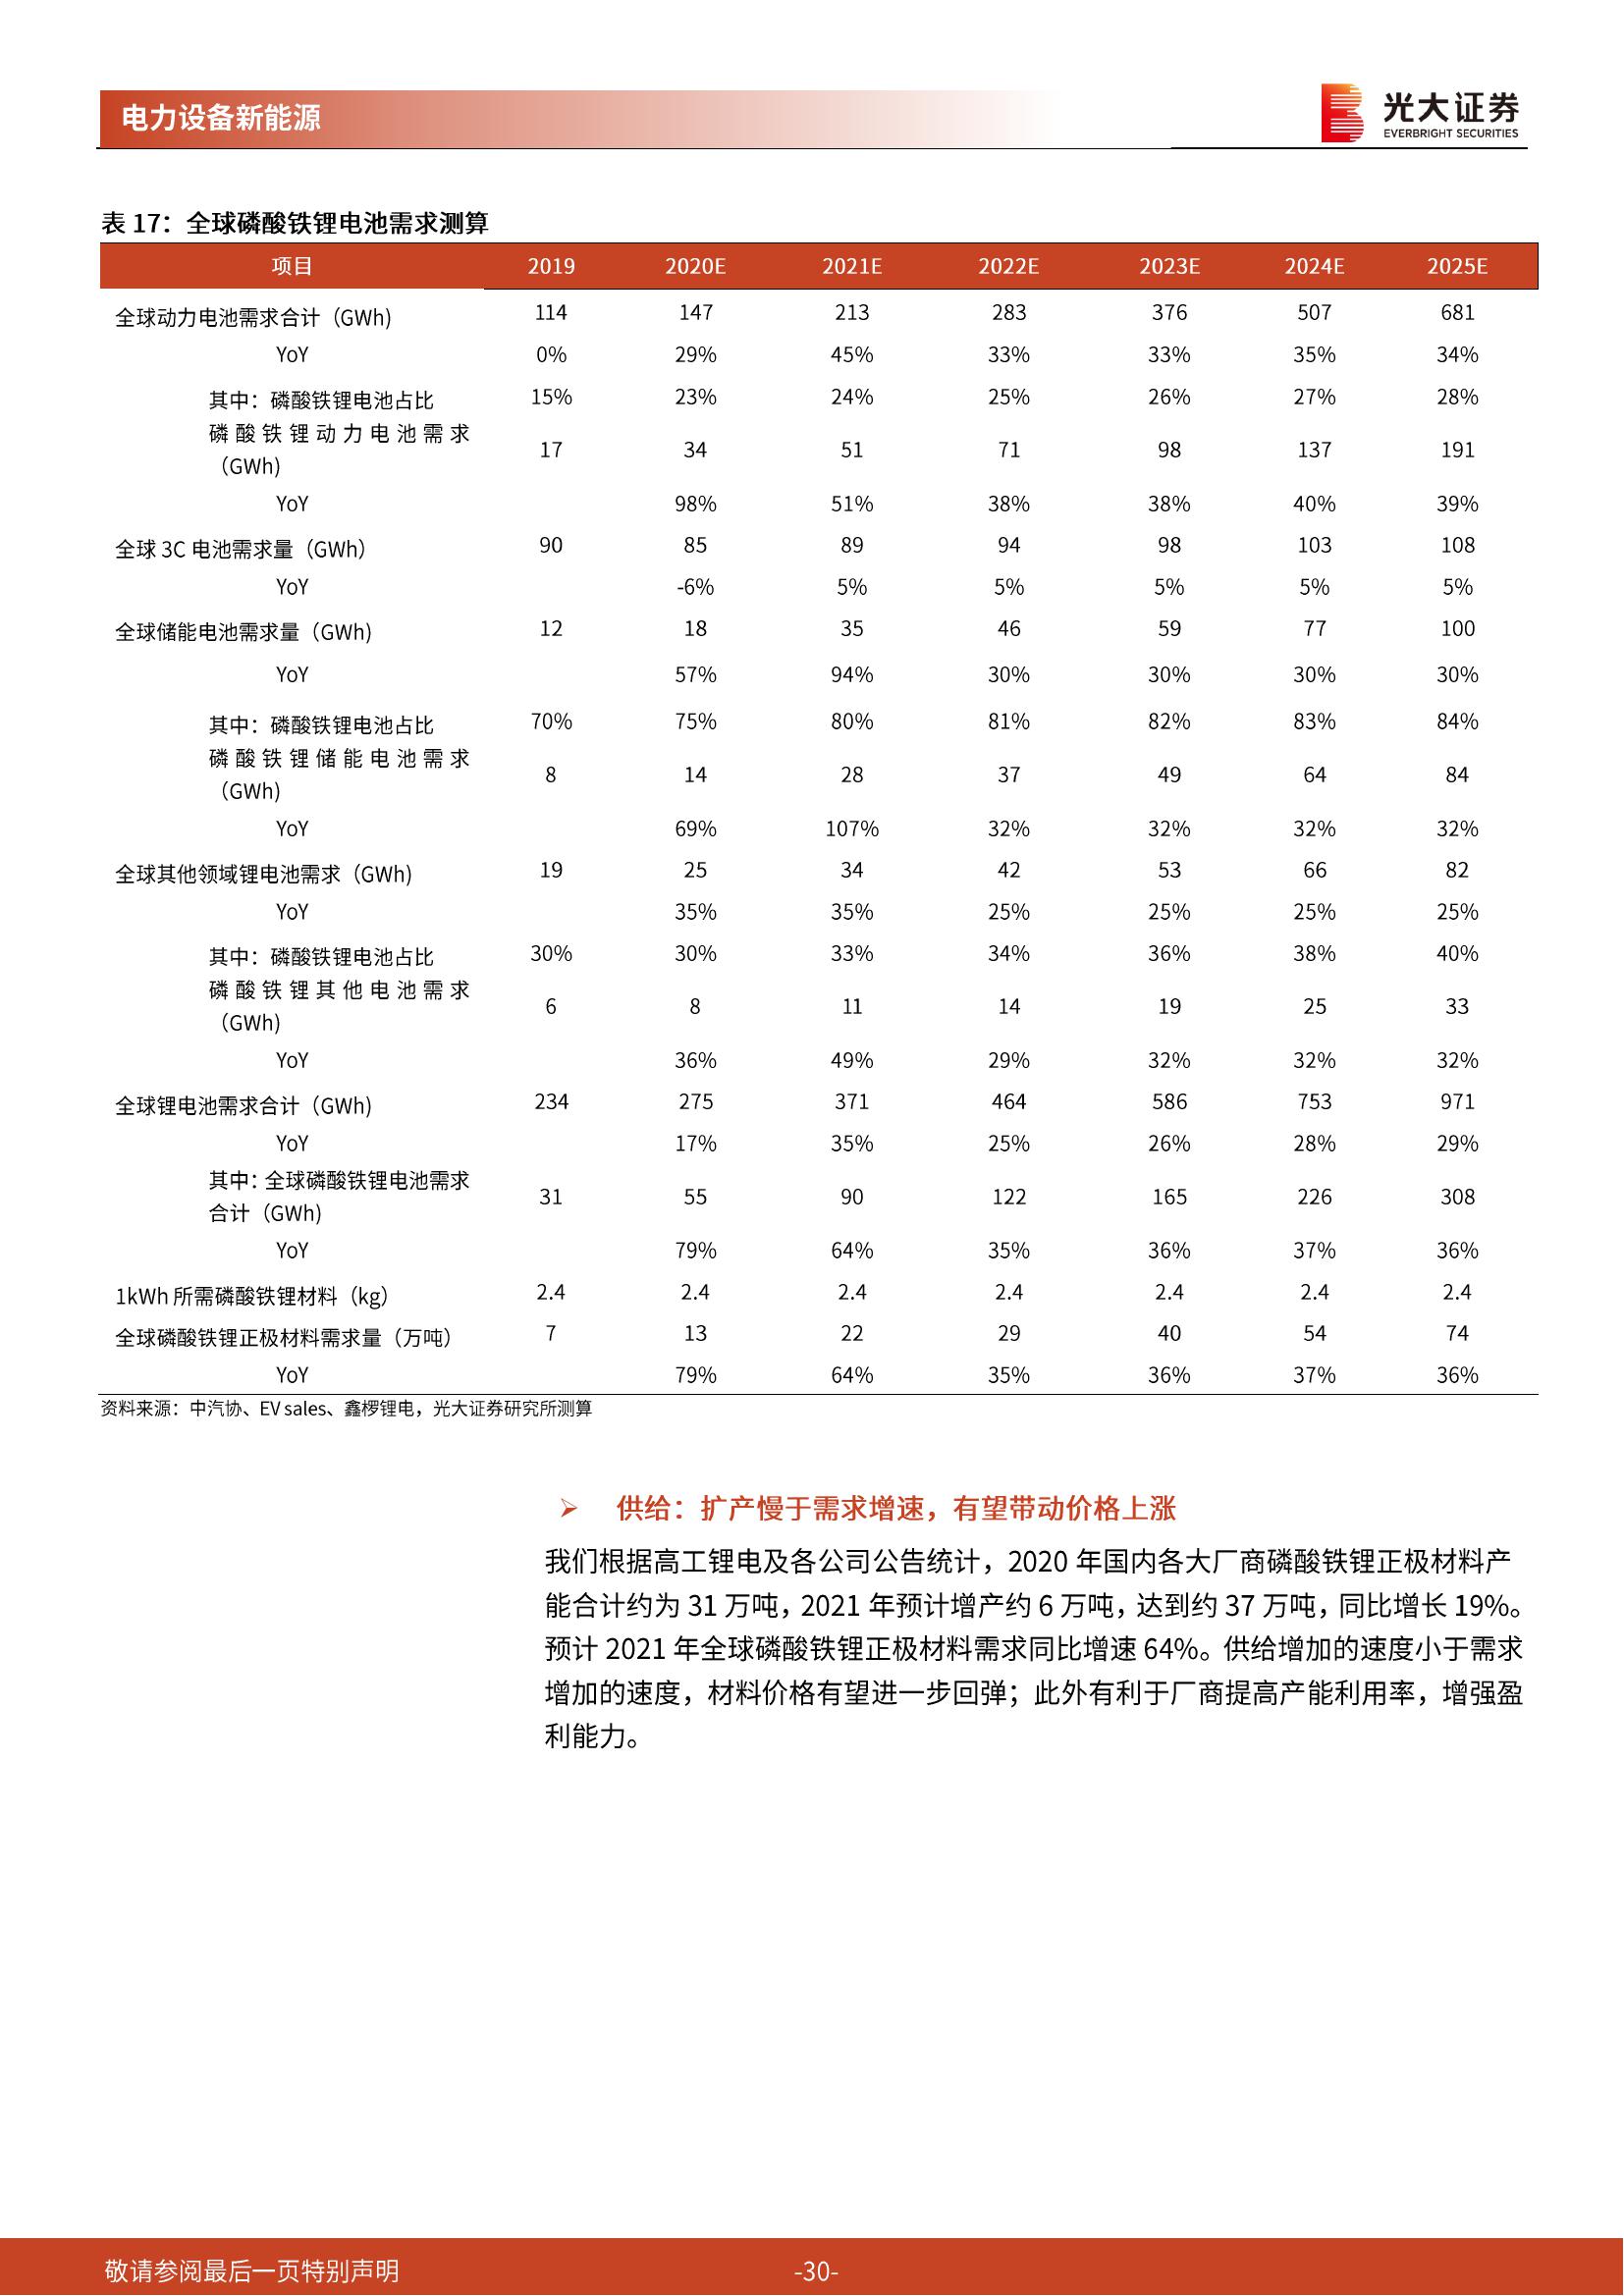 电力设备新能源
光大证券
EVERBRIGHT SECURITIES
表 17：全球磷酸铁锂电池需求测算
项目 2019 2020E 2021E 2022E 2023E 2024E 2025E
全球动力电池需求合计（GWh） 114 147 213 283 376 507 681
YoY 0% 29% 45% 33% 33% 35% 34%
其中：磷酸铁锂电池占比 15% 23% 24% 25% 26% 27% 28%
磷酸铁锂动力电池需求
（GWh） 17 34 51 71 98 137 191
YoY 98% 51% 38% 38% 40% 39%
全球 3C 电池需求量（GWh） 90 85 89 94 98 103 108
YoY -6% 5% 5% 5% 5% 5%
全球储能电池需求量（GWh） 12 18 35 46 59 77 100
YoY 57% 94% 30% 30% 30% 30%
其中：磷酸铁锂电池占比 70% 75% 80% 81% 82% 83% 84%
磷酸铁锂储能电池需求
（GWh） 8 14 28 37 49 64 84
YoY 69% 107% 32% 32% 32% 32%
全球其他领域锂电池需求（GWh） 19 25 34 42 53 66 82
YoY 35% 35% 25% 25% 25% 25%
其中：磷酸铁锂电池占比 30% 30% 33% 34% 36% 38% 40%
磷酸铁锂其他电池需求
（GWh） 6 8 11 14 19 25 33
YoY 36% 49% 29% 32% 32% 32%
全球锂电池需求合计（GWh） 234 275 371 464 586 753 971
YoY 17% 35% 25% 26% 28% 29%
其中：全球磷酸铁锂电池需求
合计（GWh） 31 55 90 122 165 226 308
YoY 79% 64% 35% 36% 37% 36%
1kWh 所需磷酸铁锂材料（kg） 2.4 2.4 2.4 2.4 2.4 2.4 2.4
全球磷酸铁锂正极材料需求量（万吨） 7 13 22 29 40 54 74
YoY 79% 64% 35% 36% 37% 36%
资料来源：中汽协、EV sales、鑫椤锂电，光大证券研究所测算
➢ 供给：扩产慢于需求增速，有望带动价格上涨
我们根据高工锂电及各公司公告统计，2020 年国内各大厂商磷酸铁锂正极材料产
能合计约为 31 万吨，2021 年预计增产约 6 万吨，达到约 37 万吨，同比增长 19%。
预计 2021 年全球磷酸铁锂正极材料需求同比增速 64%。供给增加的速度小于需求
增加的速度，材料价格有望进一步回弹；此外有利于厂商提高产能利用率，增强盈
利能力。
敬请参阅最后一页特别声明 -30-